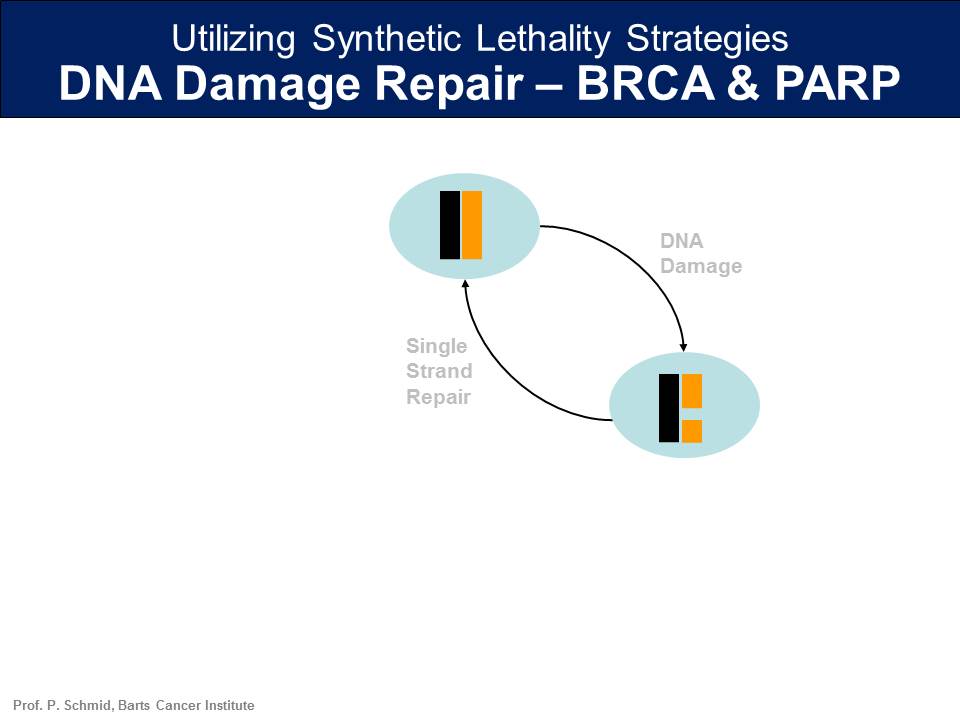 Utilizing Synthetic Lethality Strategies
DNA Damage Repair – BRCA & PARP
DNA
Damage
Single
Strand
Repair
Prof. P. Schmid, Barts Cancer Institute